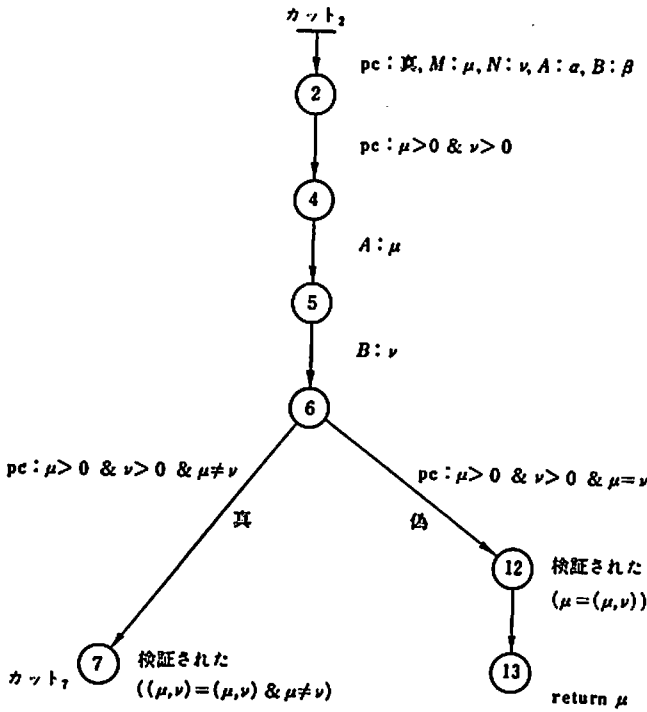 カット₂
pc：真, M：μ, N：ν, A：α, B：β
2
pc：μ>0 & ν>0
4
A：μ
5
B：ν
6
pc：μ>0 & ν>0 & μ≠ν
pc：μ>0 & ν>0 & μ=ν
真
偽
12
検証された
(μ=(μ,ν))
7
検証された
カット₇
((μ,ν)=(μ,ν) & μ≠ν)
13
return μ